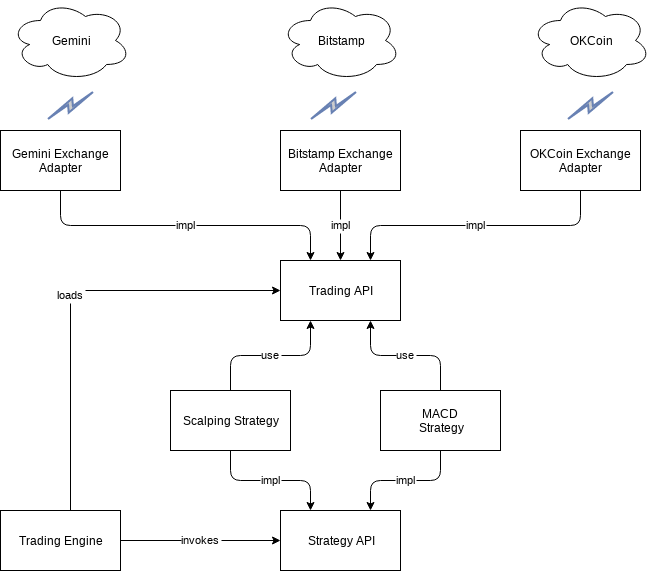 Gemini
Bitstamp
OKCoin
Gemini Exchange
Adapter
Bitstamp Exchange
Adapter
OKCoin Exchange
Adapter
impl
impl
impl
Trading API
loads
use
use
Scalping Strategy
MACD
Strategy
impl
impl
Trading Engine
invokes
Strategy API